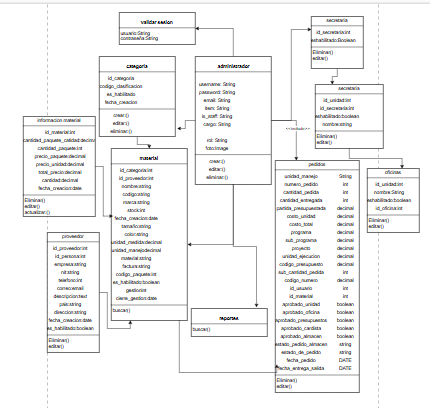 validar sesion
usuario:String
contraseña:String
secretaria
id_secretaria:int
eshabilitado:Boolean
Eliminar()
editar()
categoria
id_categoria
codigo_clasificacion
es_habilitado
fecha_creacion
crear()
editar()
eliminar()
administrador
username: String
password: String
email: String
item: String
is_staff: String
cargo: String
rol: String
foto:image
crear()
editar()
eliminar()
secretaria
id_unidad:int
id_secretaria:int
eshabilitado:boolean
nombre:string
Eliminar()
editar()
informacion material
id_material:int
cantidad_paquete_cantidad:decimal
cantidad_paquete:int
precio_paquete:decimal
precio_unidad:decimal
total_precio:decimal
cantidad:int
fecha_creacion:date
Eliminar()
editar()
actualizar()
material
id_categoria:int
id_proveedor:int
nombre:string
codigo:string
marca:string
stock:int
fecha_creacion:date
tamaño:string
color:string
unidad_medida:decimal
unidad_manejo:decimal
material:string
factura:string
codigo_paquete:int
es_habilitado:boolean
gestion:int
cierre_gestion:date
buscar()
<<include>>
pedidos
unidad_manejo String
numero_pedido int
cantidad_pedida int
cantidad_entregada int
partida_presupuestada decimal
costo_unidad decimal
costo_total decimal
programa decimal
sub_programa decimal
proyecto decimal
unidad_ejecucion decimal
codigo_presupuesto decimal
sub_cantidad_pedida int
codigo_numero decimal
id_usuario int
id_material int
aprobado_unidad boolean
aprobado_oficina boolean
aprobado_presupuestos boolean
aprobado_cardista boolean
aprobado_almacen boolean
estado_pedido_almacen string
estado_de_pedido string
fecha_pedido DATE
fecha_entrega_salida DATE
Eliminar()
editar()
oficinas
id_unidad:int
nombre:string
eshabilitado:boolean
id_oficina:int
Eliminar()
editar()
proveedor
id_proveedor:int
id_persona:int
empresa:string
nit:string
telefono:int
correo:email
descripcion:text
pais:string
direccion:string
fecha_creacion:date
es_habilitado:boolean
Eliminar()
editar()
reportes
buscar()